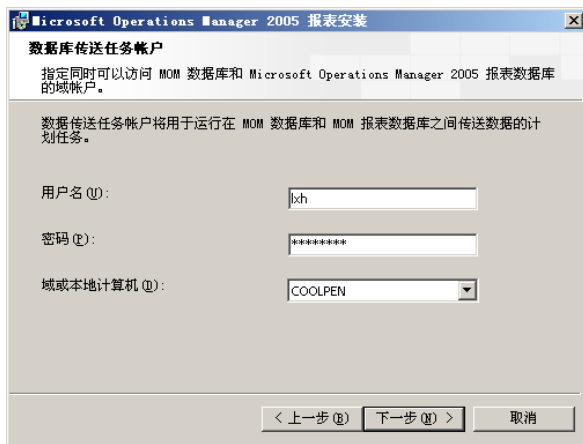 Microsoft Operations Manager 2005 报表安装
数据库传送任务帐户
指定同时可以访问 MOM 数据库和 Microsoft Operations Manager 2005 报表数据库
的域帐户。
数据传送任务帐户将用于运行在 MOM 数据库和 MOM 报表数据库之间传送数据的计
划任务。
用户名(U):
lxh
密码(P):
********
域或本地计算机(D):
COOLPEN
< 上一步(B)
下一步(N) >
取消